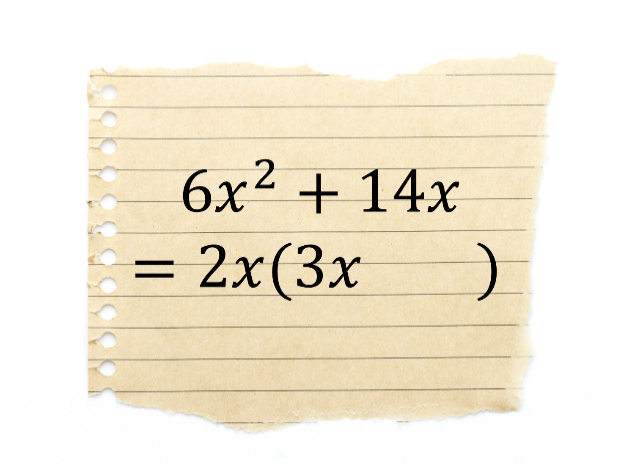 6x² + 14x
= 2x(3x      )